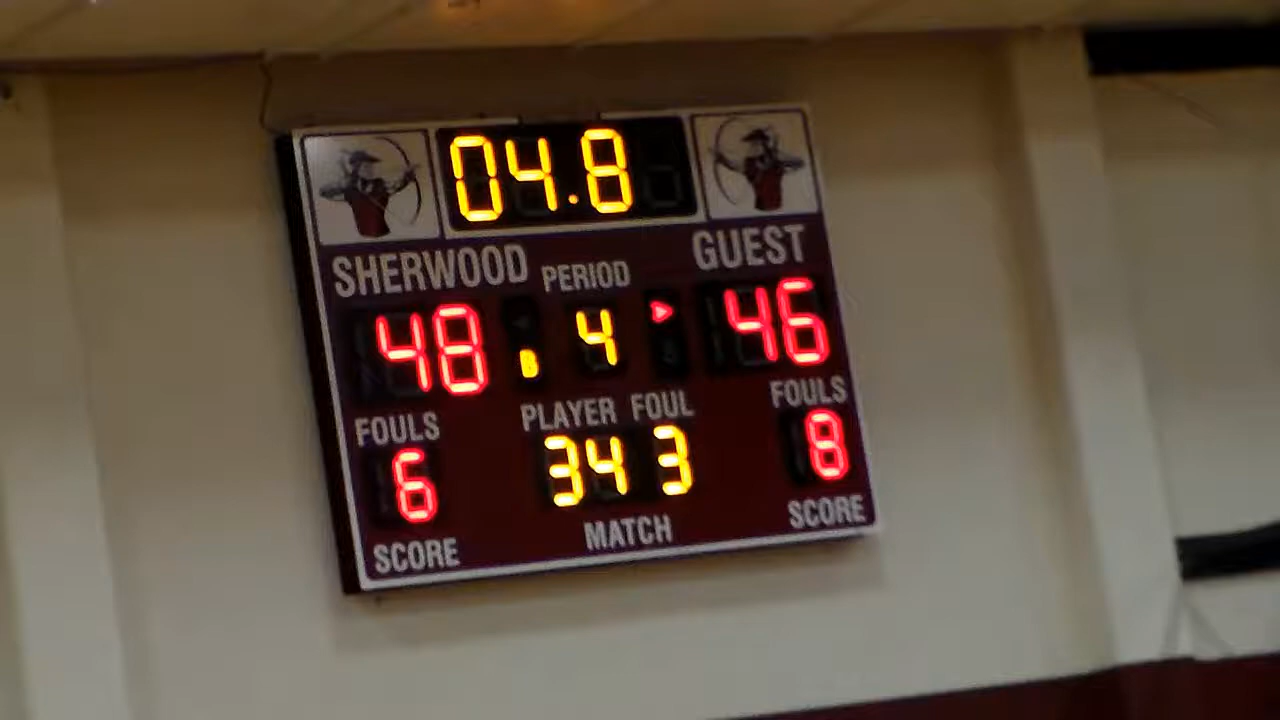 04.8
SHERWOOD PERIOD GUEST
48 B 4 46
FOULS PLAYER FOUL FOULS
6 34 3 8
SCORE MATCH SCORE